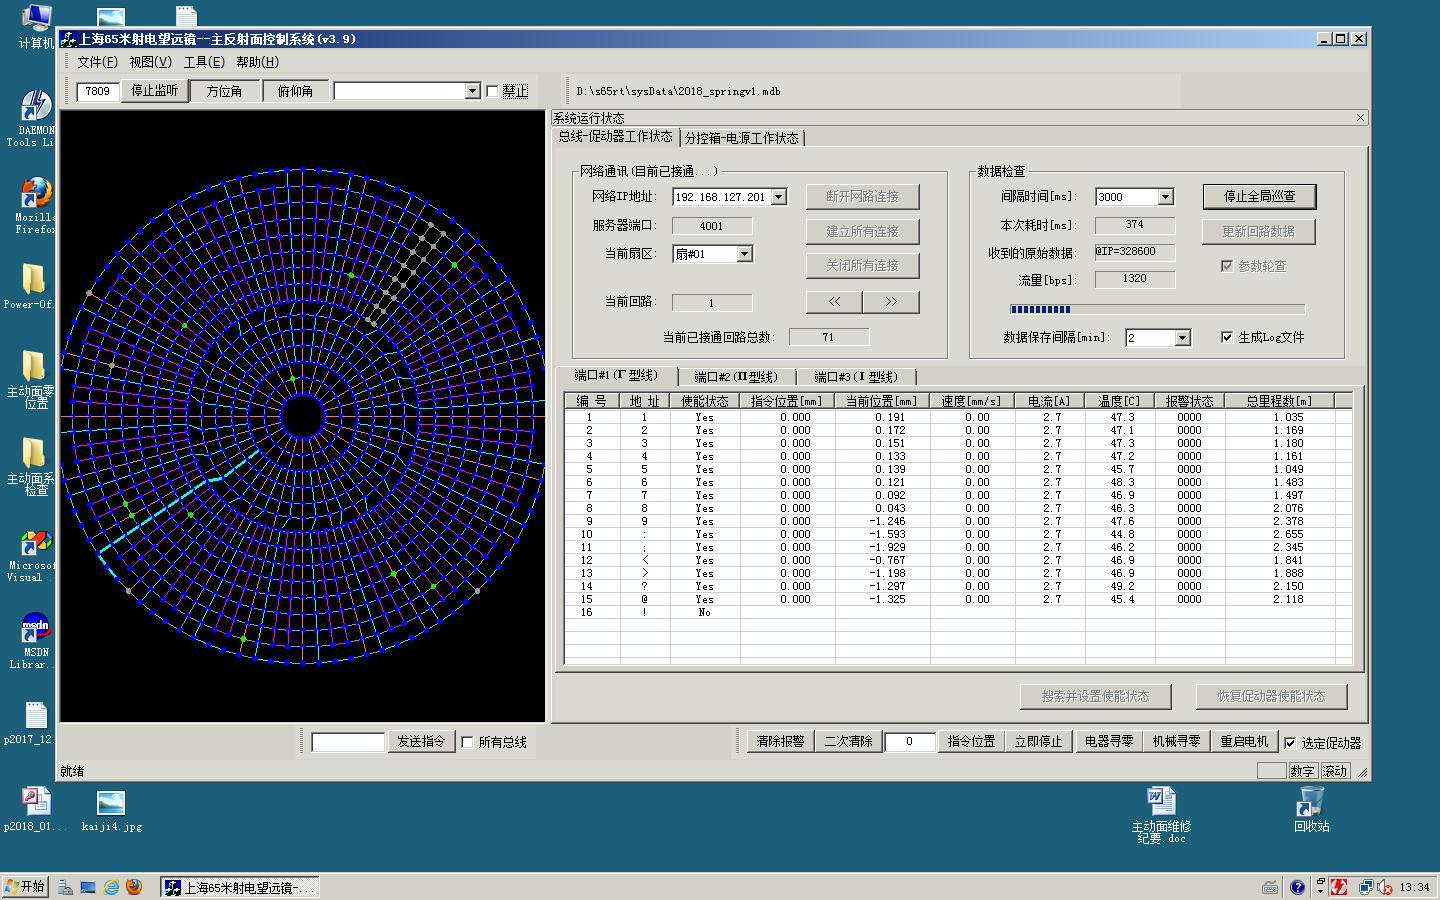 计算机
DAEMON
Tools Li
Mozilla
Firefox
Power-Of.
主动面零
位置
主动面系
检查
Microsof
Visual .
msdn
MSDN
Librar..
p2017_12.
p2018_01...
kaiji4.jpg
主动面维修
纪要.doc
回收站
上海65米射电望远镜--主反射面控制系统(v3.9)
文件(F) 视图(V) 工具(E) 帮助(H)
7809 停止监听 方位角 俯仰角 禁止 D:\s65rt\sysData\2018_springv1.mdb
系统运行状态
总线-促动器工作状态 分控箱-电源工作状态
网络通讯(目前已接通...)
网络IP地址: 192.168.127.201 断开网路连接
服务器端口: 4001 建立所有连接
当前扇区: 扇#01 关闭所有连接
当前回路: 1 << >>
当前已接通回路总数: 71
数据检查
间隔时间[ms]: 3000 停止全局巡查
本次耗时[ms]: 374 更新回路数据
收到的原始数据: @IP=328600 参数轮查
流量[bps]: 1320
数据保存间隔[min]: 2 生成Log文件
端口#1(Γ型线) 端口#2(Π型线) 端口#3(I 型线)
编 号 地 址 使能状态 指令位置[mm] 当前位置[mm] 速度[mm/s] 电流[A] 温度[C] 报警状态 总里程数[m]
1 1 Yes 0.000 0.191 0.00 2.7 47.3 0000 1.035
2 2 Yes 0.000 0.172 0.00 2.7 47.1 0000 1.169
3 3 Yes 0.000 0.151 0.00 2.7 47.3 0000 1.180
4 4 Yes 0.000 0.133 0.00 2.7 47.2 0000 1.161
5 5 Yes 0.000 0.139 0.00 2.7 45.7 0000 1.049
6 6 Yes 0.000 0.121 0.00 2.7 48.3 0000 1.483
7 7 Yes 0.000 0.092 0.00 2.7 46.9 0000 1.497
8 8 Yes 0.000 0.043 0.00 2.7 46.3 0000 2.076
9 9 Yes 0.000 -1.246 0.00 2.7 47.6 0000 2.378
10 : Yes 0.000 -1.593 0.00 2.7 44.8 0000 2.655
11 ; Yes 0.000 -1.929 0.00 2.7 46.2 0000 2.345
12 < Yes 0.000 -0.767 0.00 2.7 46.9 0000 1.841
13 > Yes 0.000 -1.198 0.00 2.7 46.9 0000 1.888
14 ? Yes 0.000 -1.297 0.00 2.7 49.2 0000 2.150
15 @ Yes 0.000 -1.325 0.00 2.7 45.4 0000 2.118
16 ! No
搜索并设置使能状态 恢复促动器使能状态
发送指令 所有总线 清除报警 二次清除 0 指令位置 立即停止 电器寻零 机械寻零 重启电机 选定促动器
就绪 数字 滚动
开始 上海65米射电望远镜-... 13:34